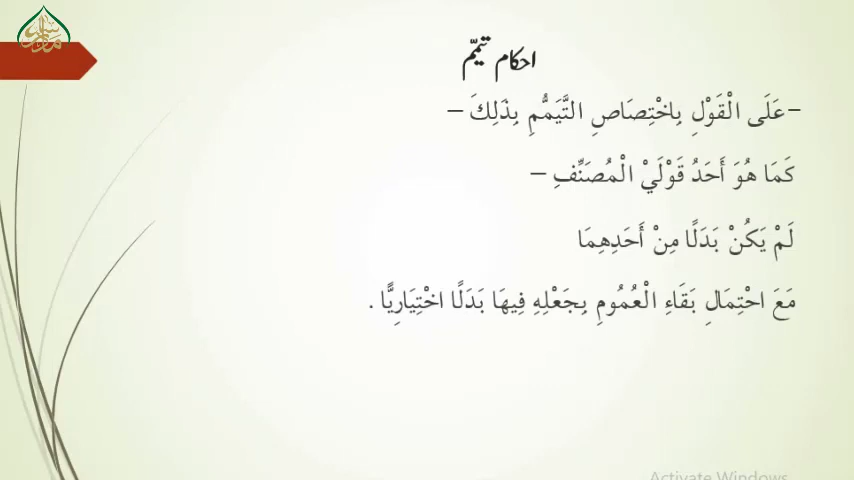 احکام تیمّم
– عَلَى الْقَوْلِ بِاخْتِصَاصِ التَّيَمُّمِ بِذَلِكَ –
كَمَا هُوَ أَحَدُ قَوْلَيْ الْمُصَنِّفِ –
لَمْ يَكُنْ بَدَلًا مِنْ أَحَدِهِمَا
مَعَ احْتِمَالِ بَقَاءِ الْعُمُومِ بِجَعْلِهِ فِيهَا بَدَلًا اخْتِيَارِيًّا .
Activate Windows